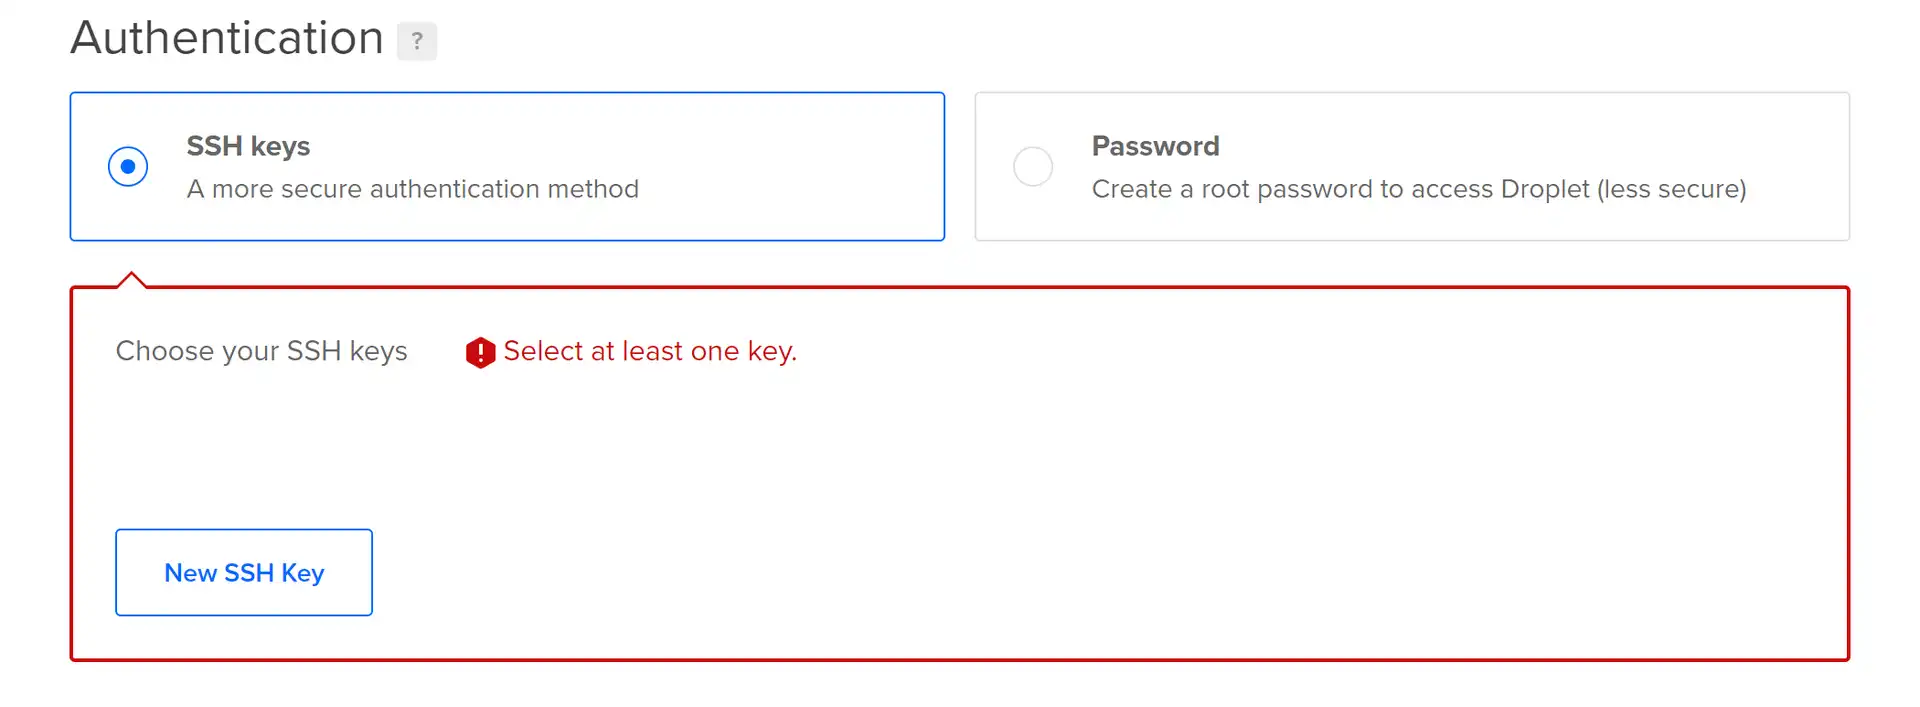 Authentication ?
SSH keys
A more secure authentication method
Password
Create a root password to access Droplet (less secure)
Choose your SSH keys
Select at least one key.
New SSH Key